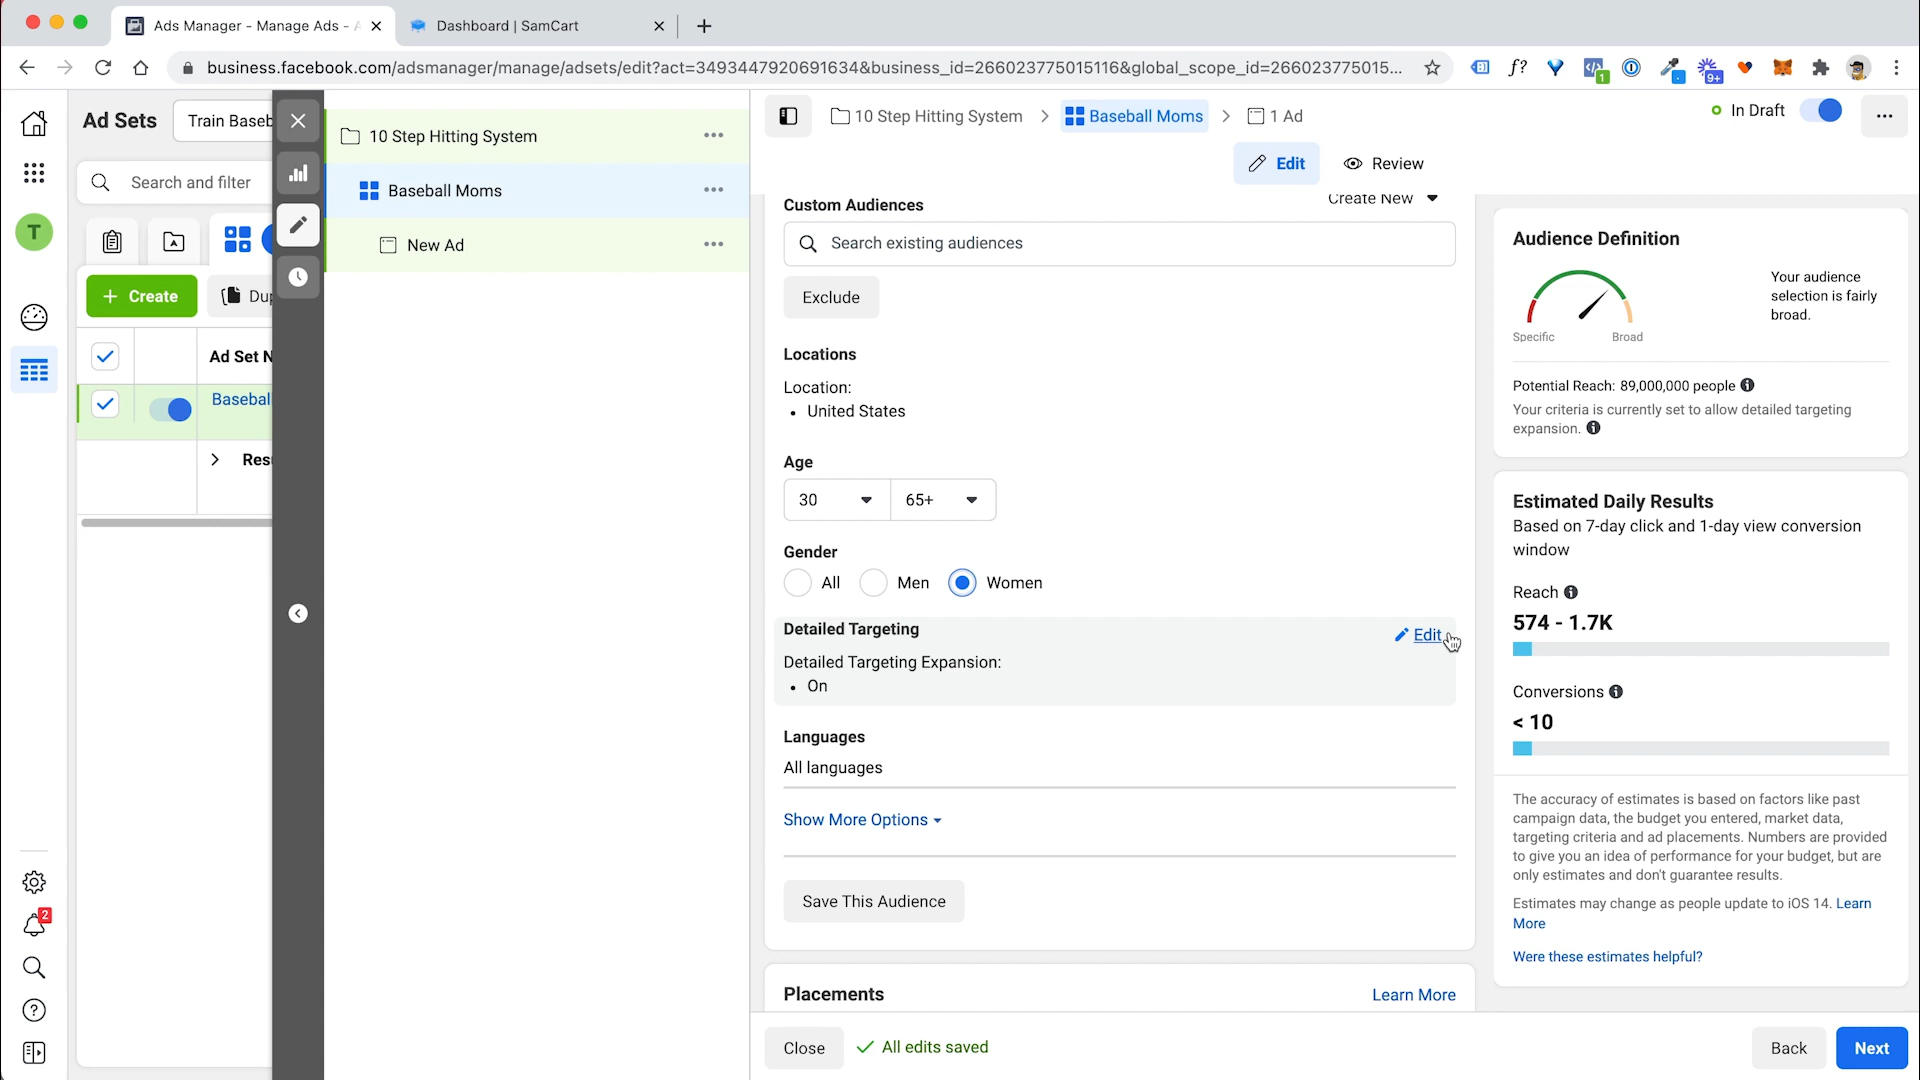 Ads Manager - Manage Ads - A
Dashboard | SamCart
business.facebook.com/adsmanager/manage/adsets/edit?act=3493447920691634&business_id=266023775015116&global_scope_id=266023775015...
f?
1
9+
Ad Sets
Train Baseb
Search and filter
T
+ Create
Dup
Ad Set N
Basebal
Resu
2
10 Step Hitting System
Baseball Moms
New Ad
10 Step Hitting System > Baseball Moms > 1 Ad
In Draft
Edit
Review
Custom Audiences
Create New
Search existing audiences
Exclude
Locations
Location:
• United States
Age
30
65+
Gender
All
Men
Women
Detailed Targeting
Edit
Detailed Targeting Expansion:
• On
Languages
All languages
Show More Options
Save This Audience
Placements
Learn More
Close
All edits saved
Back
Next
Audience Definition
Specific
Broad
Your audience
selection is fairly
broad.
Potential Reach: 89,000,000 people
Your criteria is currently set to allow detailed targeting
expansion.
Estimated Daily Results
Based on 7-day click and 1-day view conversion
window
Reach
574 - 1.7K
Conversions
< 10
The accuracy of estimates is based on factors like past
campaign data, the budget you entered, market data,
targeting criteria and ad placements. Numbers are provided
to give you an idea of performance for your budget, but are
only estimates and don't guarantee results.
Estimates may change as people update to iOS 14. Learn
More
Were these estimates helpful?